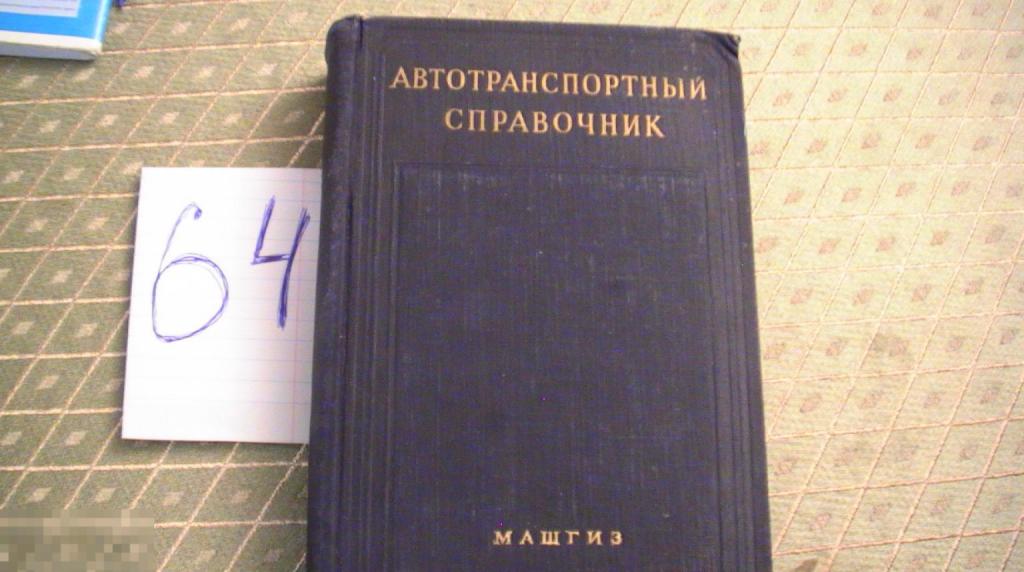 АВТОТРАНСПОРТНЫЙ
СПРАВОЧНИК
64
МАШГИЗ